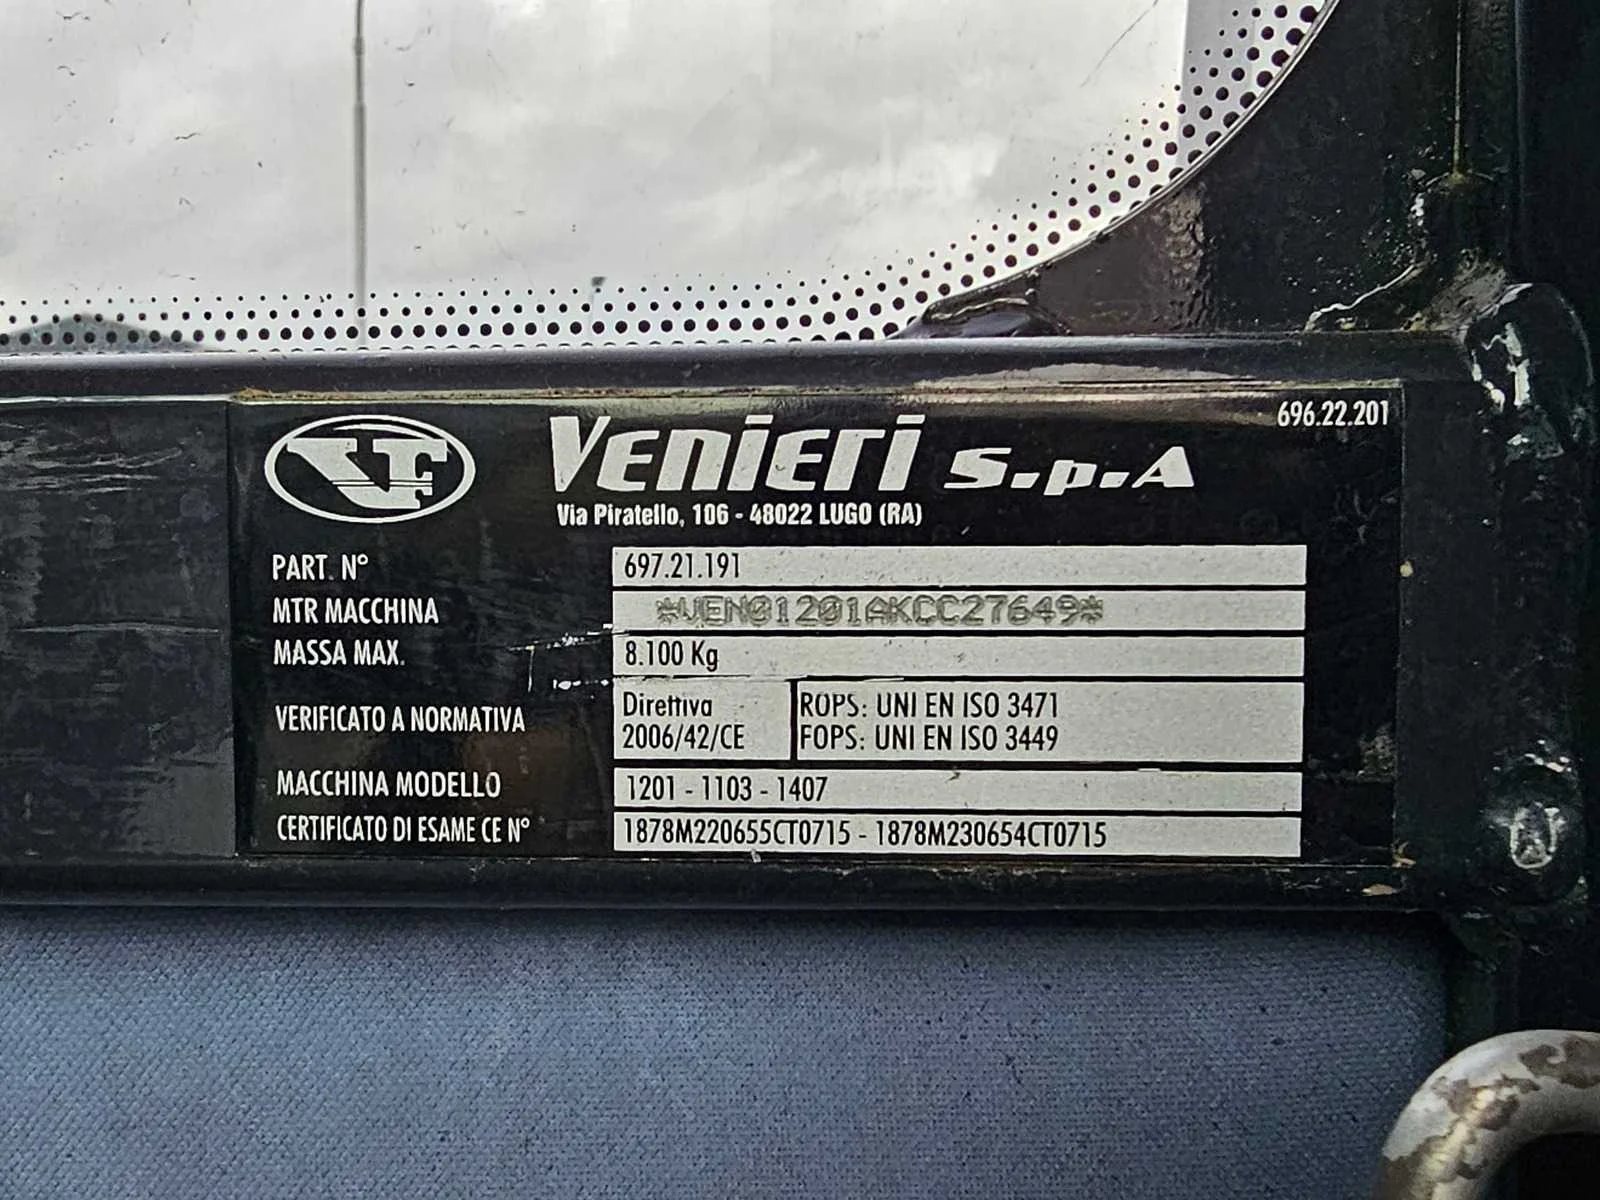 696.22.201
VF
Venieri S.p.A
Via Piratello, 106 - 48022 LUGO (RA)
PART. N° 697.21.191
MTR MACCHINA *VEN01201AKCC27649*
MASSA MAX. 8.100 Kg
VERIFICATO A NORMATIVA
Direttiva
2006/42/CE
ROPS: UNI EN ISO 3471
FOPS: UNI EN ISO 3449
MACCHINA MODELLO 1201 - 1103 - 1407
CERTIFICATO DI ESAME CE N° 1878M220655CT0715 - 1878M230654CT0715